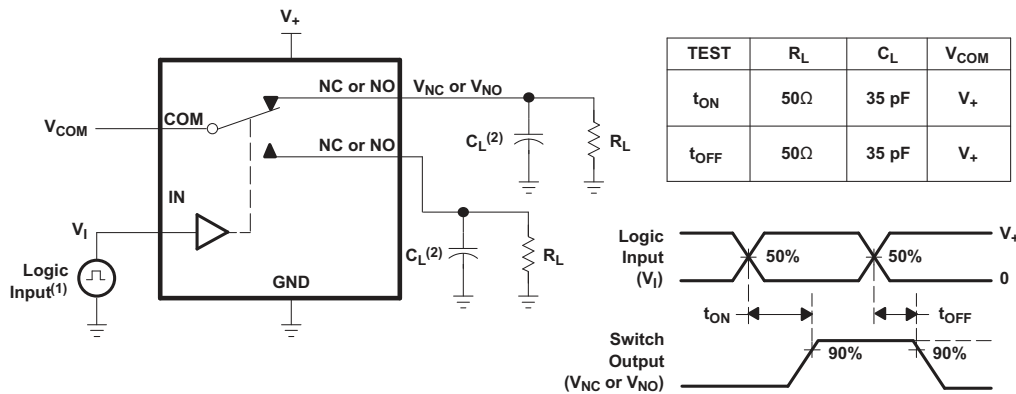 V+
NC or NO
VNC or VNO
COM
VCOM
CL(2)
RL
NC or NO
IN
VI
CL(2)
RL
Logic
Input(1)
GND
TEST RL CL VCOM
tON 50Ω 35 pF V+
tOFF 50Ω 35 pF V+
Logic
Input
(VI)
V+
50%
50%
0
tON
tOFF
Switch
Output
(VNC or VNO)
90%
90%